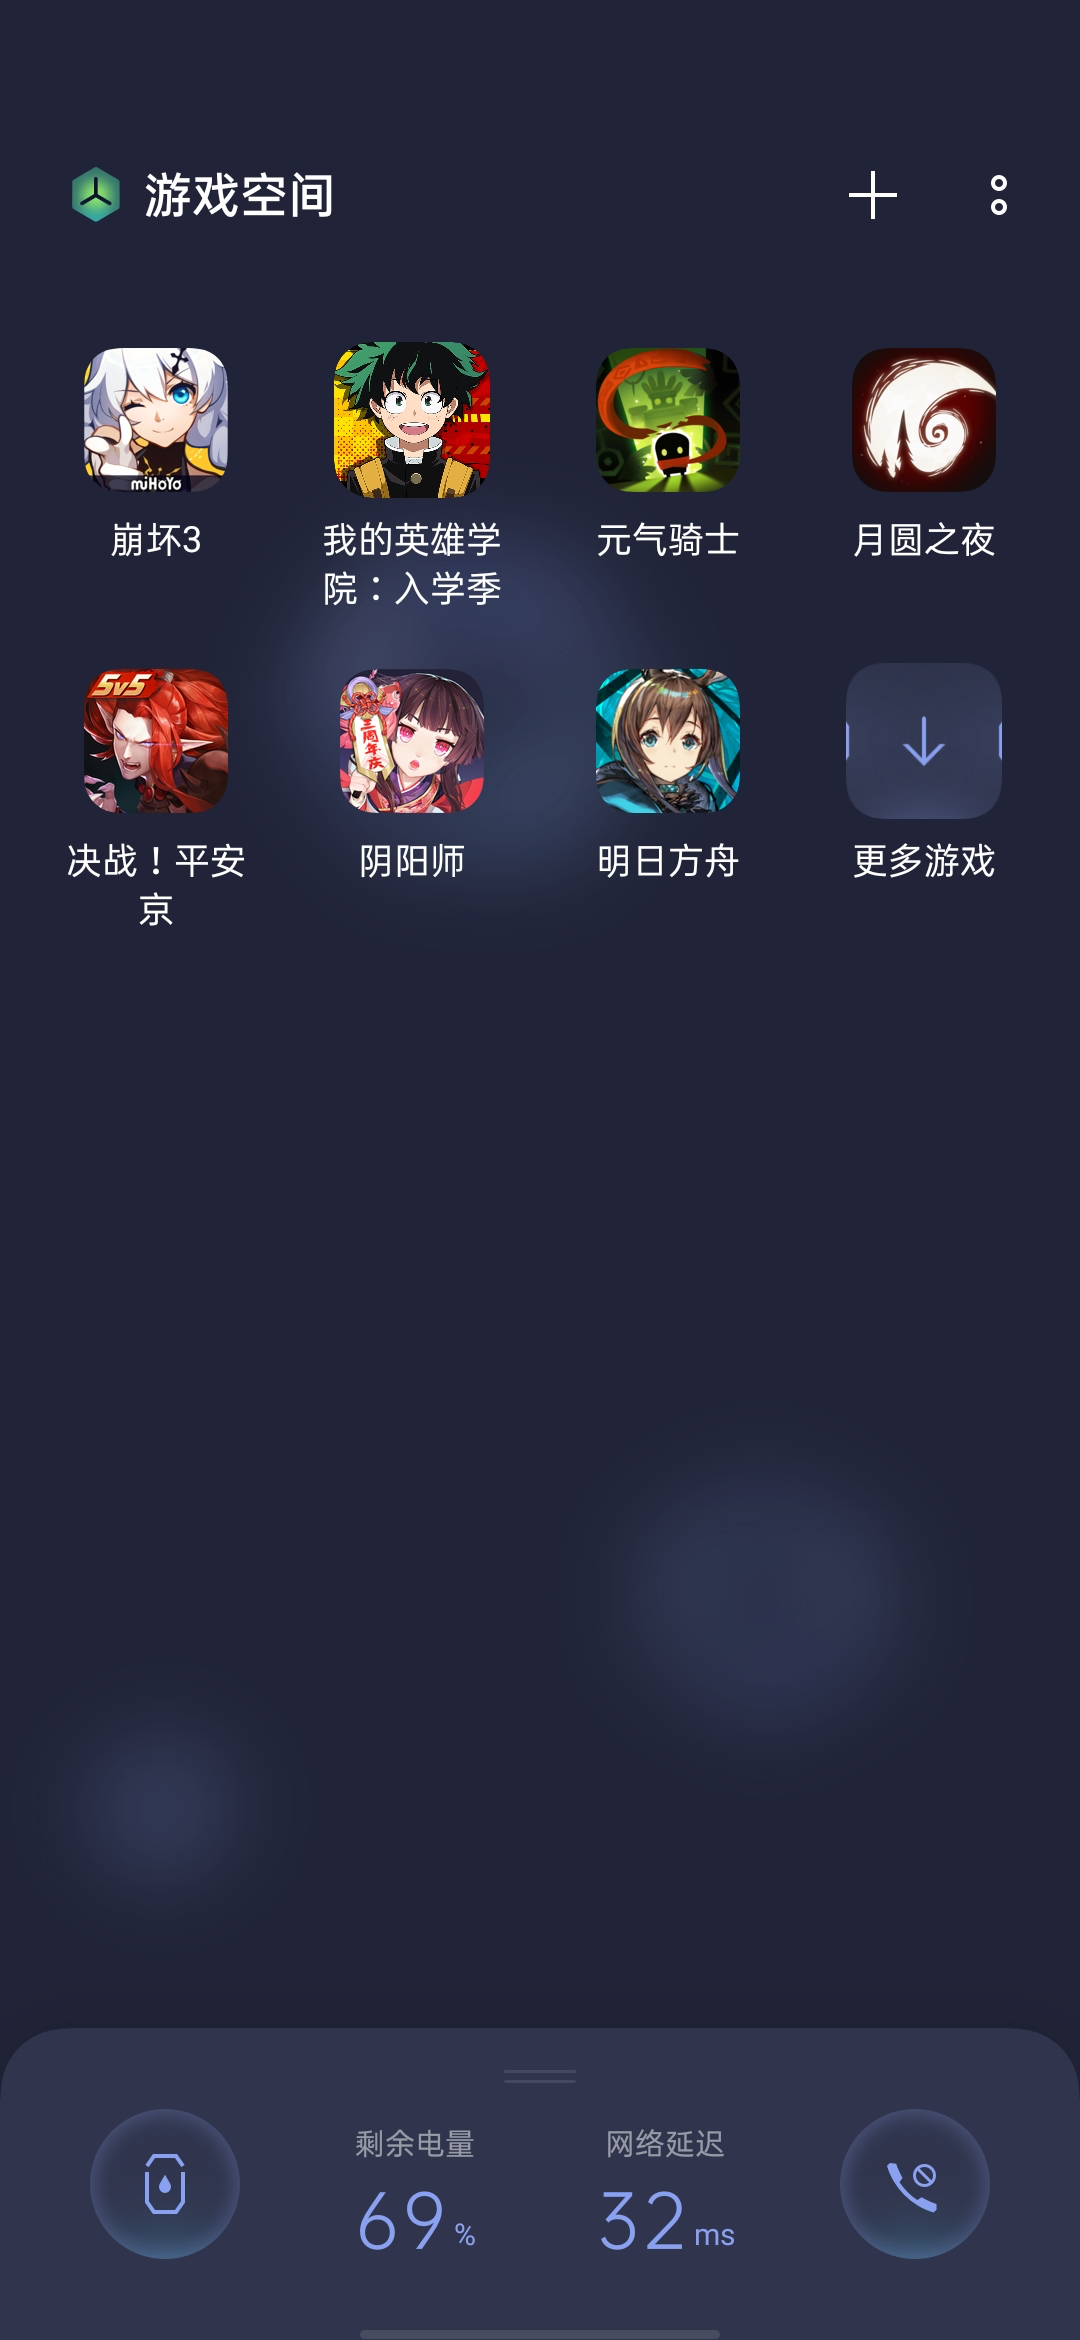 游戏空间
miHoYo
崩坏3
我的英雄学
院：入学季
元气骑士
月圆之夜
5v5
三周年庆
决战！平安
京
阴阳师
明日方舟
更多游戏
剩余电量
69%
网络延迟
32ms